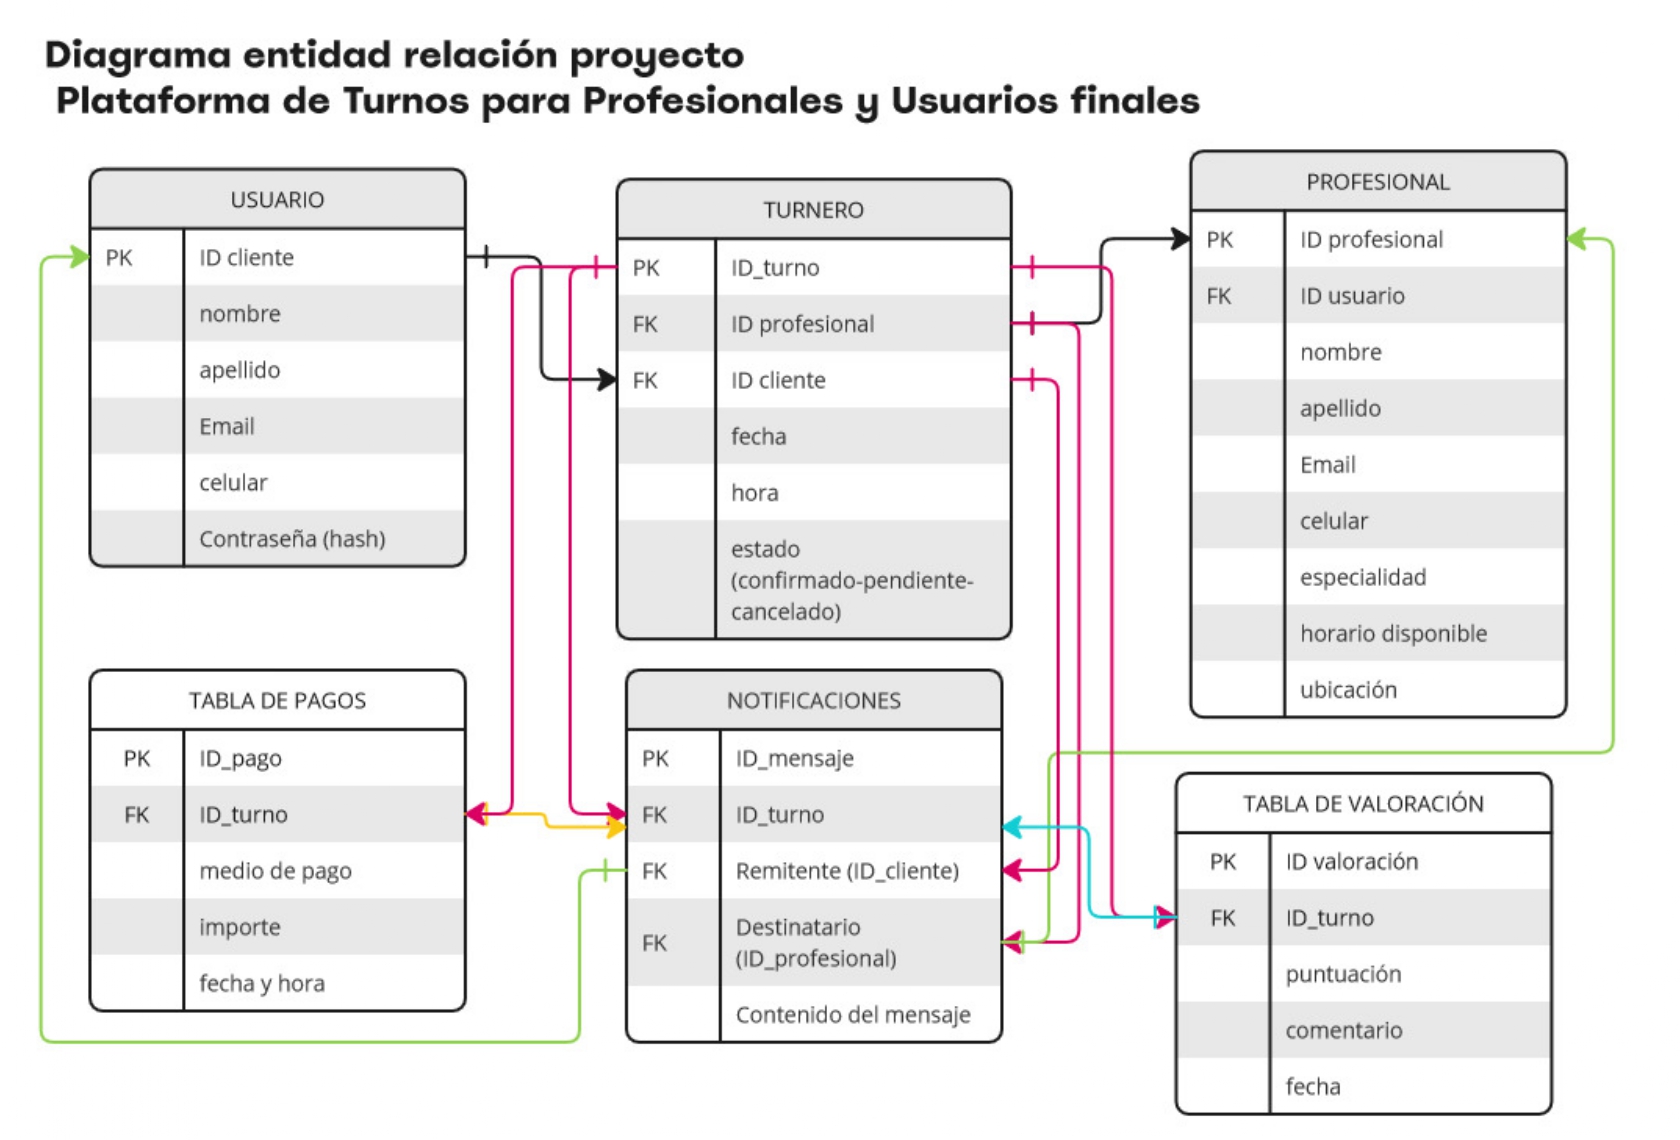 Diagrama entidad relación proyecto
Plataforma de Turnos para Profesionales y Usuarios finales
USUARIO
PK ID cliente
nombre
apellido
Email
celular
Contraseña (hash)
TURNERO
PK ID_turno
FK ID profesional
FK ID cliente
fecha
hora
estado
(confirmado-pendiente-
cancelado)
PROFESIONAL
PK ID profesional
FK ID usuario
nombre
apellido
Email
celular
especialidad
horario disponible
ubicación
TABLA DE PAGOS
PK ID_pago
FK ID_turno
medio de pago
importe
fecha y hora
NOTIFICACIONES
PK ID_mensaje
FK ID_turno
FK Remitente (ID_cliente)
FK Destinatario
(ID_profesional)
Contenido del mensaje
TABLA DE VALORACIÓN
PK ID valoración
FK ID_turno
puntuación
comentario
fecha